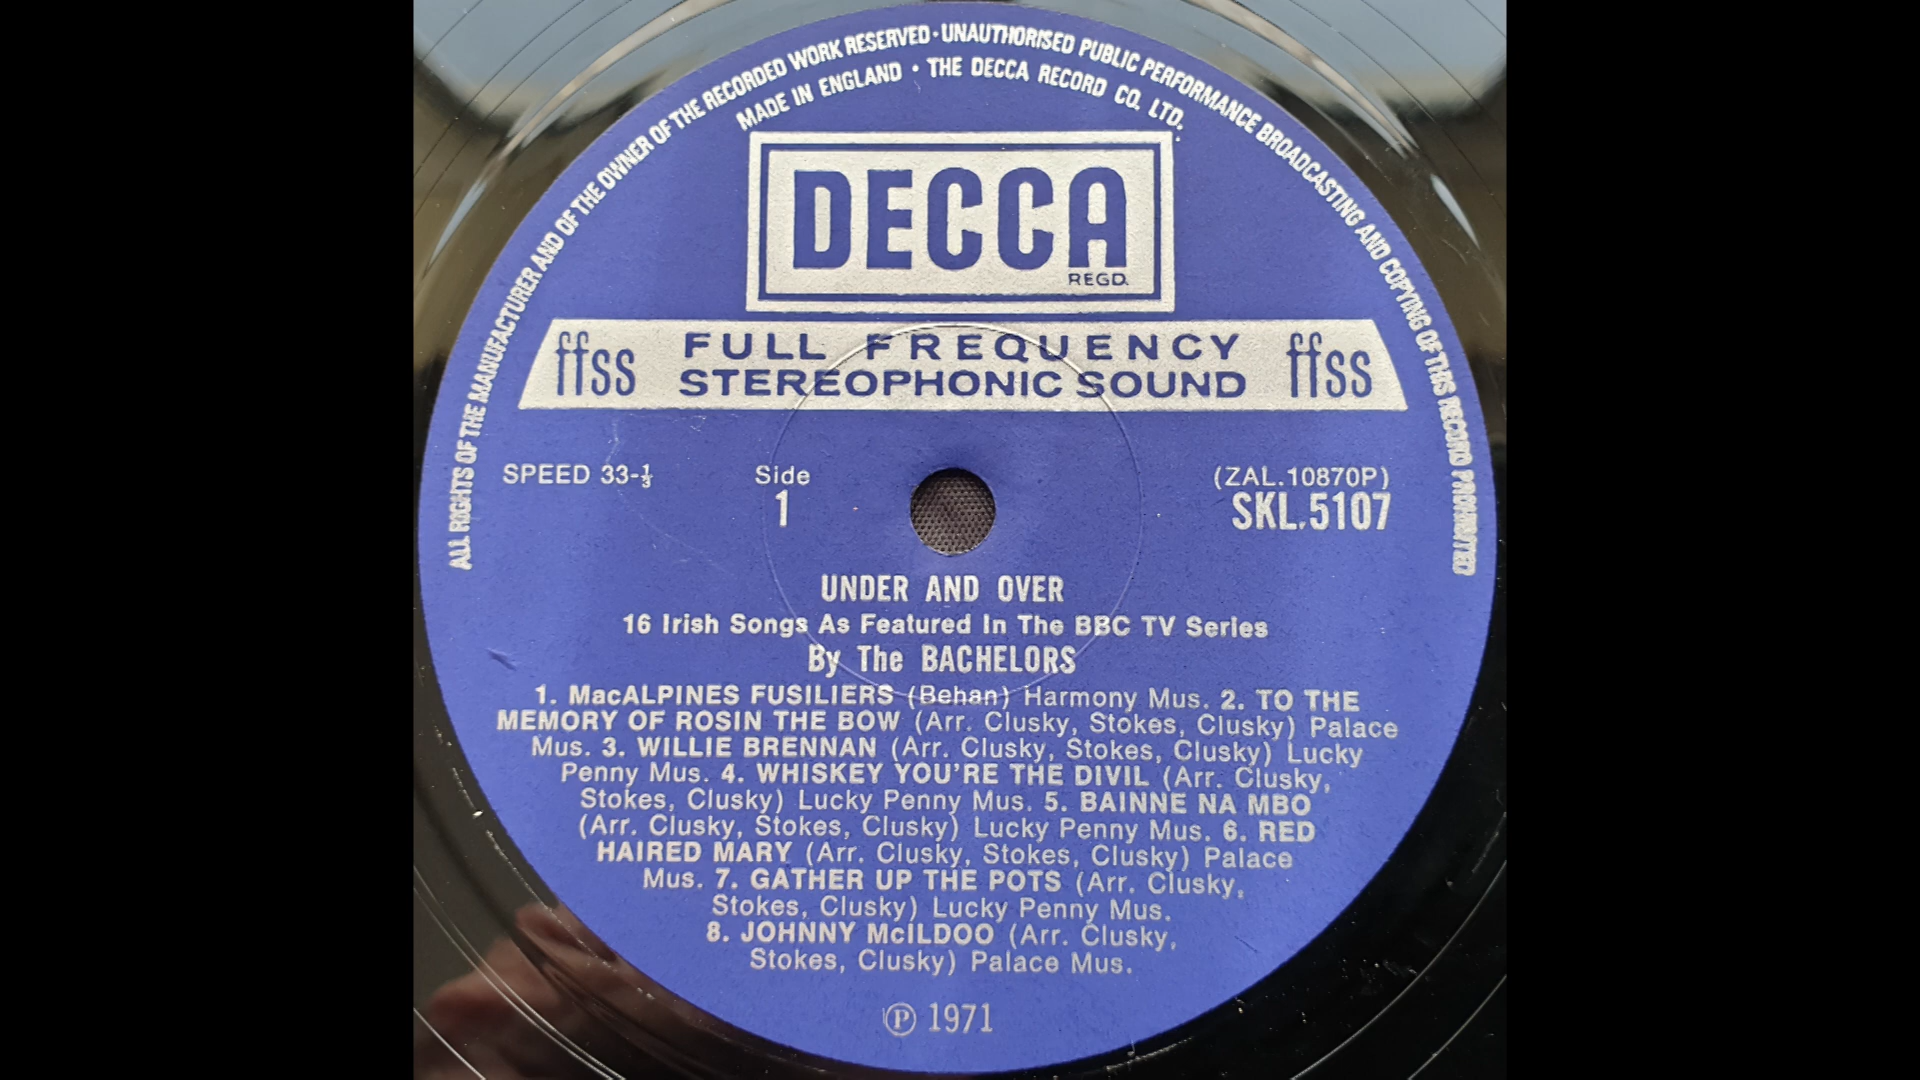 ALL RIGHTS OF THE MANUFACTURER AND OF THE OWNER OF THE RECORDED WORK RESERVED · UNAUTHORISED PUBLIC PERFORMANCE BROADCASTING AND COPYING OF THIS RECORD PROHIBITED
MADE IN ENGLAND · THE DECCA RECORD CO. LTD.
DECCA
REGD.
ffss FULL FREQUENCY ffss
STEREOPHONIC SOUND
SPEED 33-⅓ Side (ZAL.10870P)
1 SKL.5107
UNDER AND OVER
16 Irish Songs As Featured In The BBC TV Series
By The BACHELORS
1. MacALPINES FUSILIERS (Behan) Harmony Mus. 2. TO THE
MEMORY OF ROSIN THE BOW (Arr. Clusky, Stokes, Clusky) Palace
Mus. 3. WILLIE BRENNAN (Arr. Clusky, Stokes, Clusky) Lucky
Penny Mus. 4. WHISKEY YOU'RE THE DIVIL (Arr. Clusky,
Stokes, Clusky) Lucky Penny Mus. 5. BAINNE NA MBO
(Arr. Clusky, Stokes, Clusky) Lucky Penny Mus. 6. RED
HAIRED MARY (Arr. Clusky, Stokes, Clusky) Palace
Mus. 7. GATHER UP THE POTS (Arr. Clusky,
Stokes, Clusky) Lucky Penny Mus.
8. JOHNNY McILDOO (Arr. Clusky,
Stokes, Clusky) Palace Mus.
Ⓟ 1971